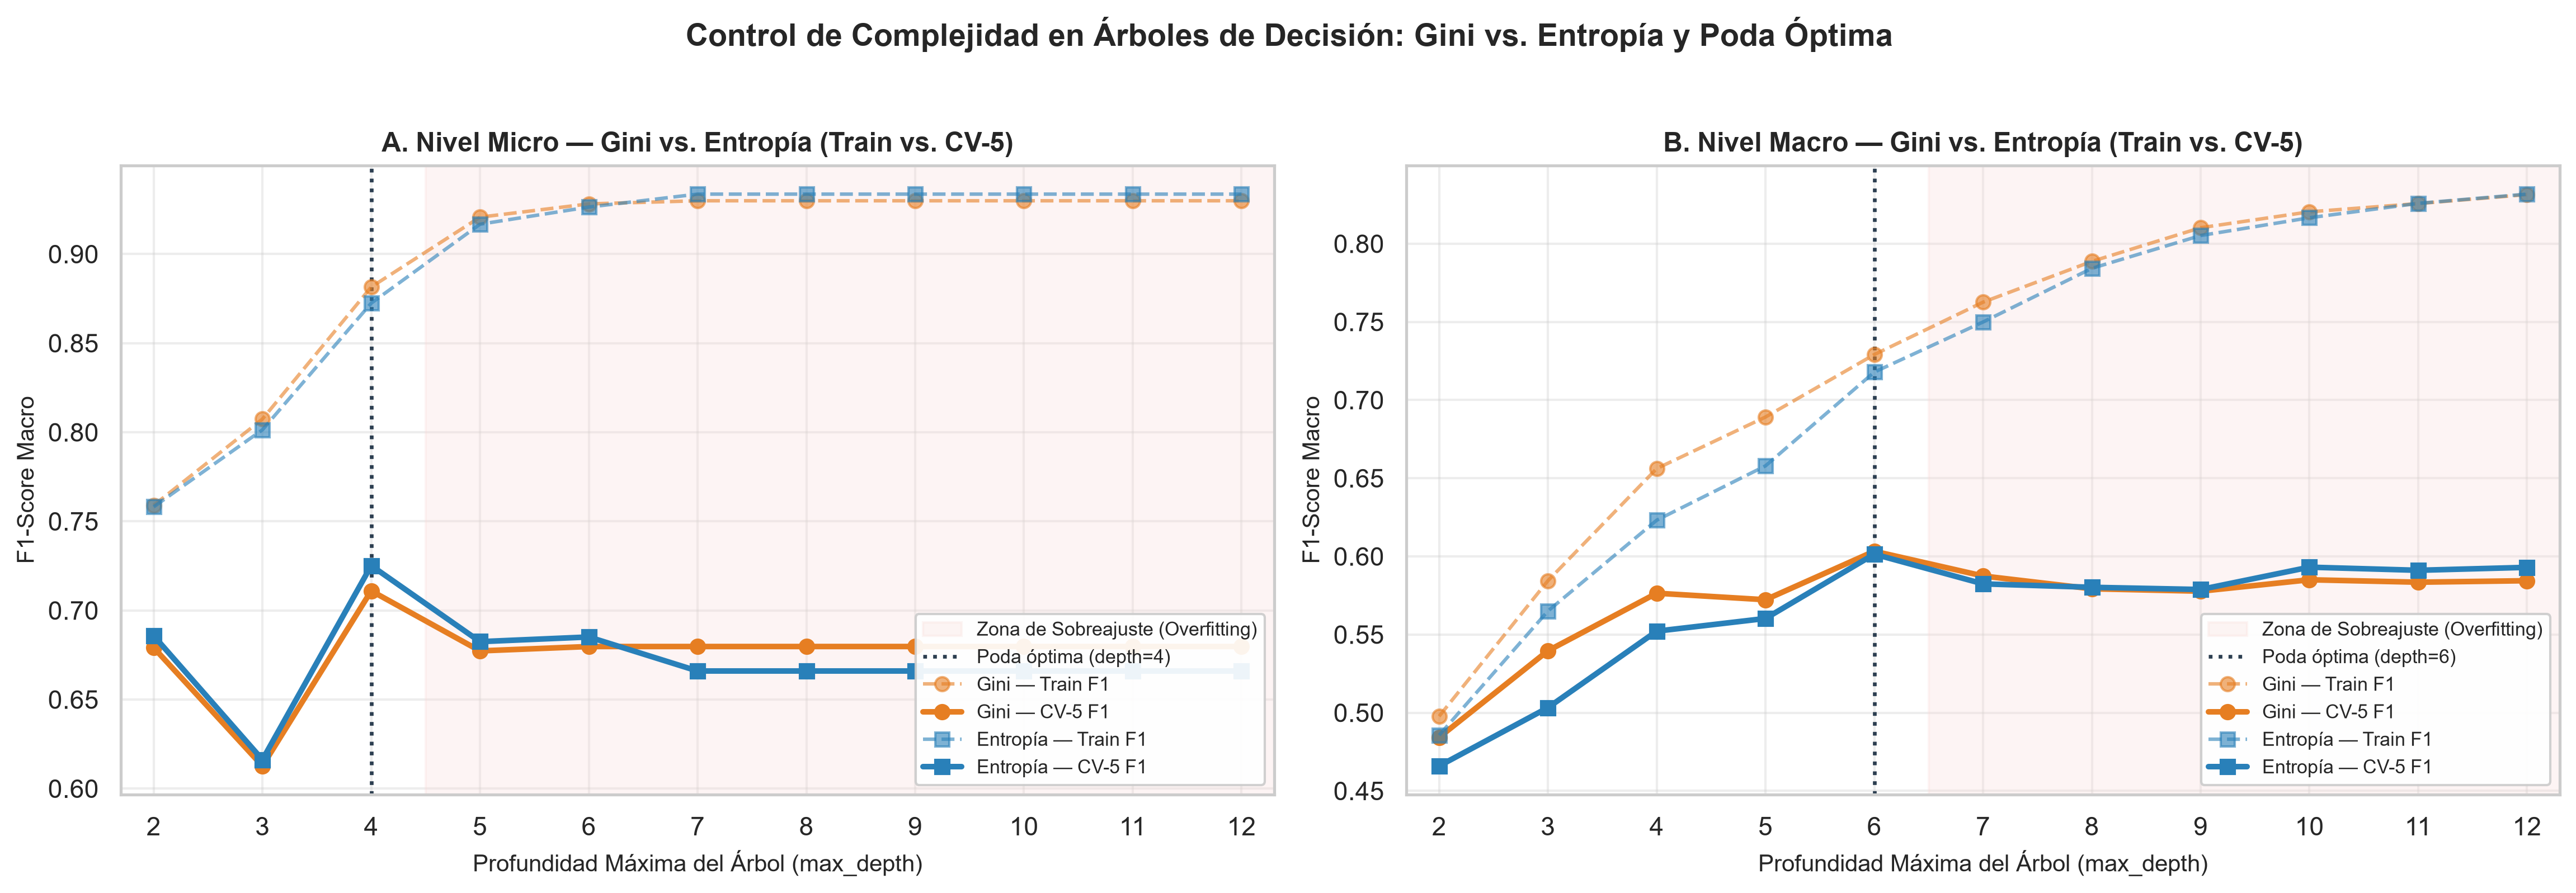 Control de Complejidad en Árboles de Decisión: Gini vs. Entropía y Poda Óptima
A. Nivel Micro — Gini vs. Entropía (Train vs. CV-5)
F1-Score Macro
0.90
0.85
0.80
0.75
0.70
0.65
0.60
Zona de Sobreajuste (Overfitting)
Poda óptima (depth=4)
Gini — Train F1
Gini — CV-5 F1
Entropía — Train F1
Entropía — CV-5 F1
2 3 4 5 6 7 8 9 10 11 12
Profundidad Máxima del Árbol (max_depth)
B. Nivel Macro — Gini vs. Entropía (Train vs. CV-5)
F1-Score Macro
0.80
0.75
0.70
0.65
0.60
0.55
0.50
0.45
Zona de Sobreajuste (Overfitting)
Poda óptima (depth=6)
Gini — Train F1
Gini — CV-5 F1
Entropía — Train F1
Entropía — CV-5 F1
2 3 4 5 6 7 8 9 10 11 12
Profundidad Máxima del Árbol (max_depth)